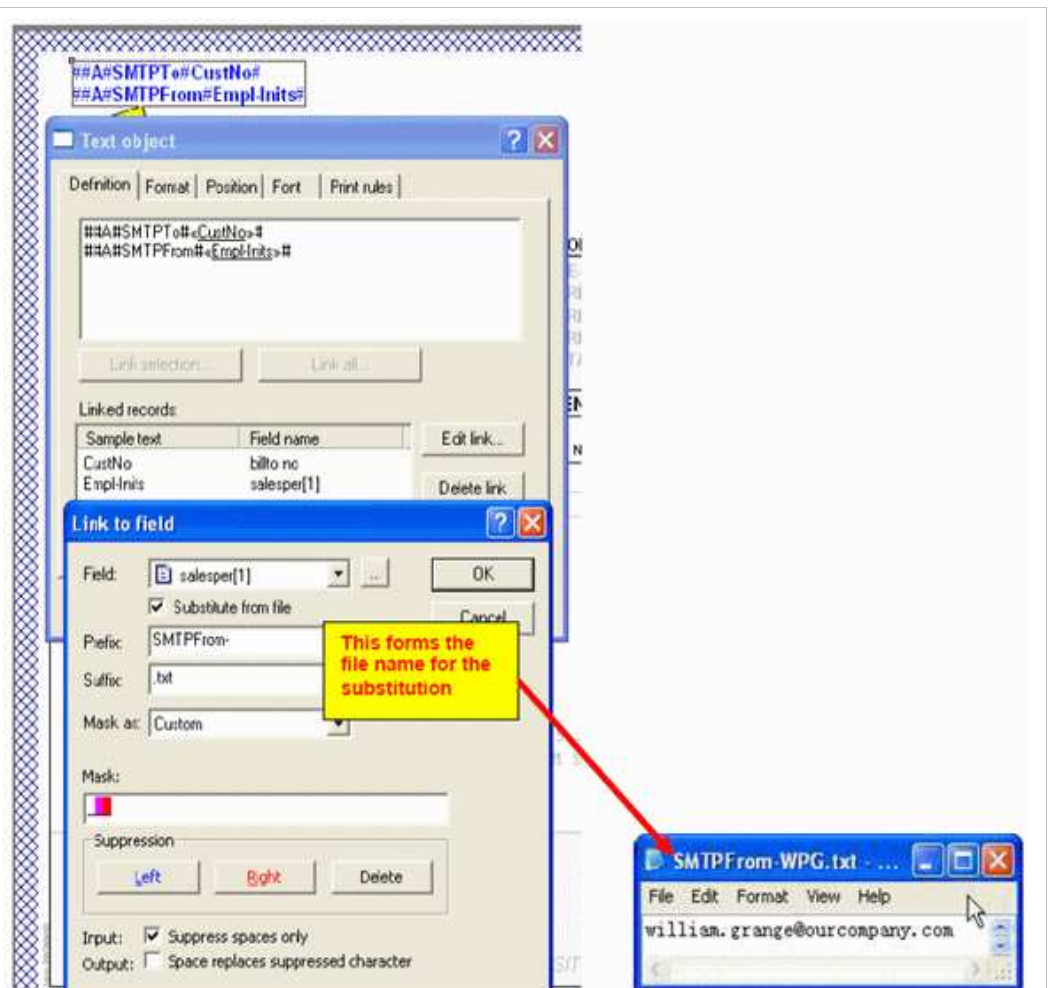 ##A#SMTPTo#CustNo#
##A#SMTPFrom#Empl-Inits#
Text object
Definition Format Position Font Print rules
##A#SMTPTo#«CustNo»#
##A#SMTPFrom#«Empl-Inits»#
Link selection... Link all...
Linked records
Sample text Field name Edit link...
CustNo billto no
Empl-Inits salesper[1] Delete link
Link to field
Field: salesper[1] ... OK
Substitute from file
Cancel
Prefix: SMTPFrom-
Suffix: .txt
This forms the
file name for the
substitution
Mask as: Custom
Mask:
Suppression
Left Right Delete
Input: Suppress spaces only
Output: Space replaces suppressed character
SMTPFrom-WPG.txt - ...
File Edit Format View Help
william.grange@ourcompany.com